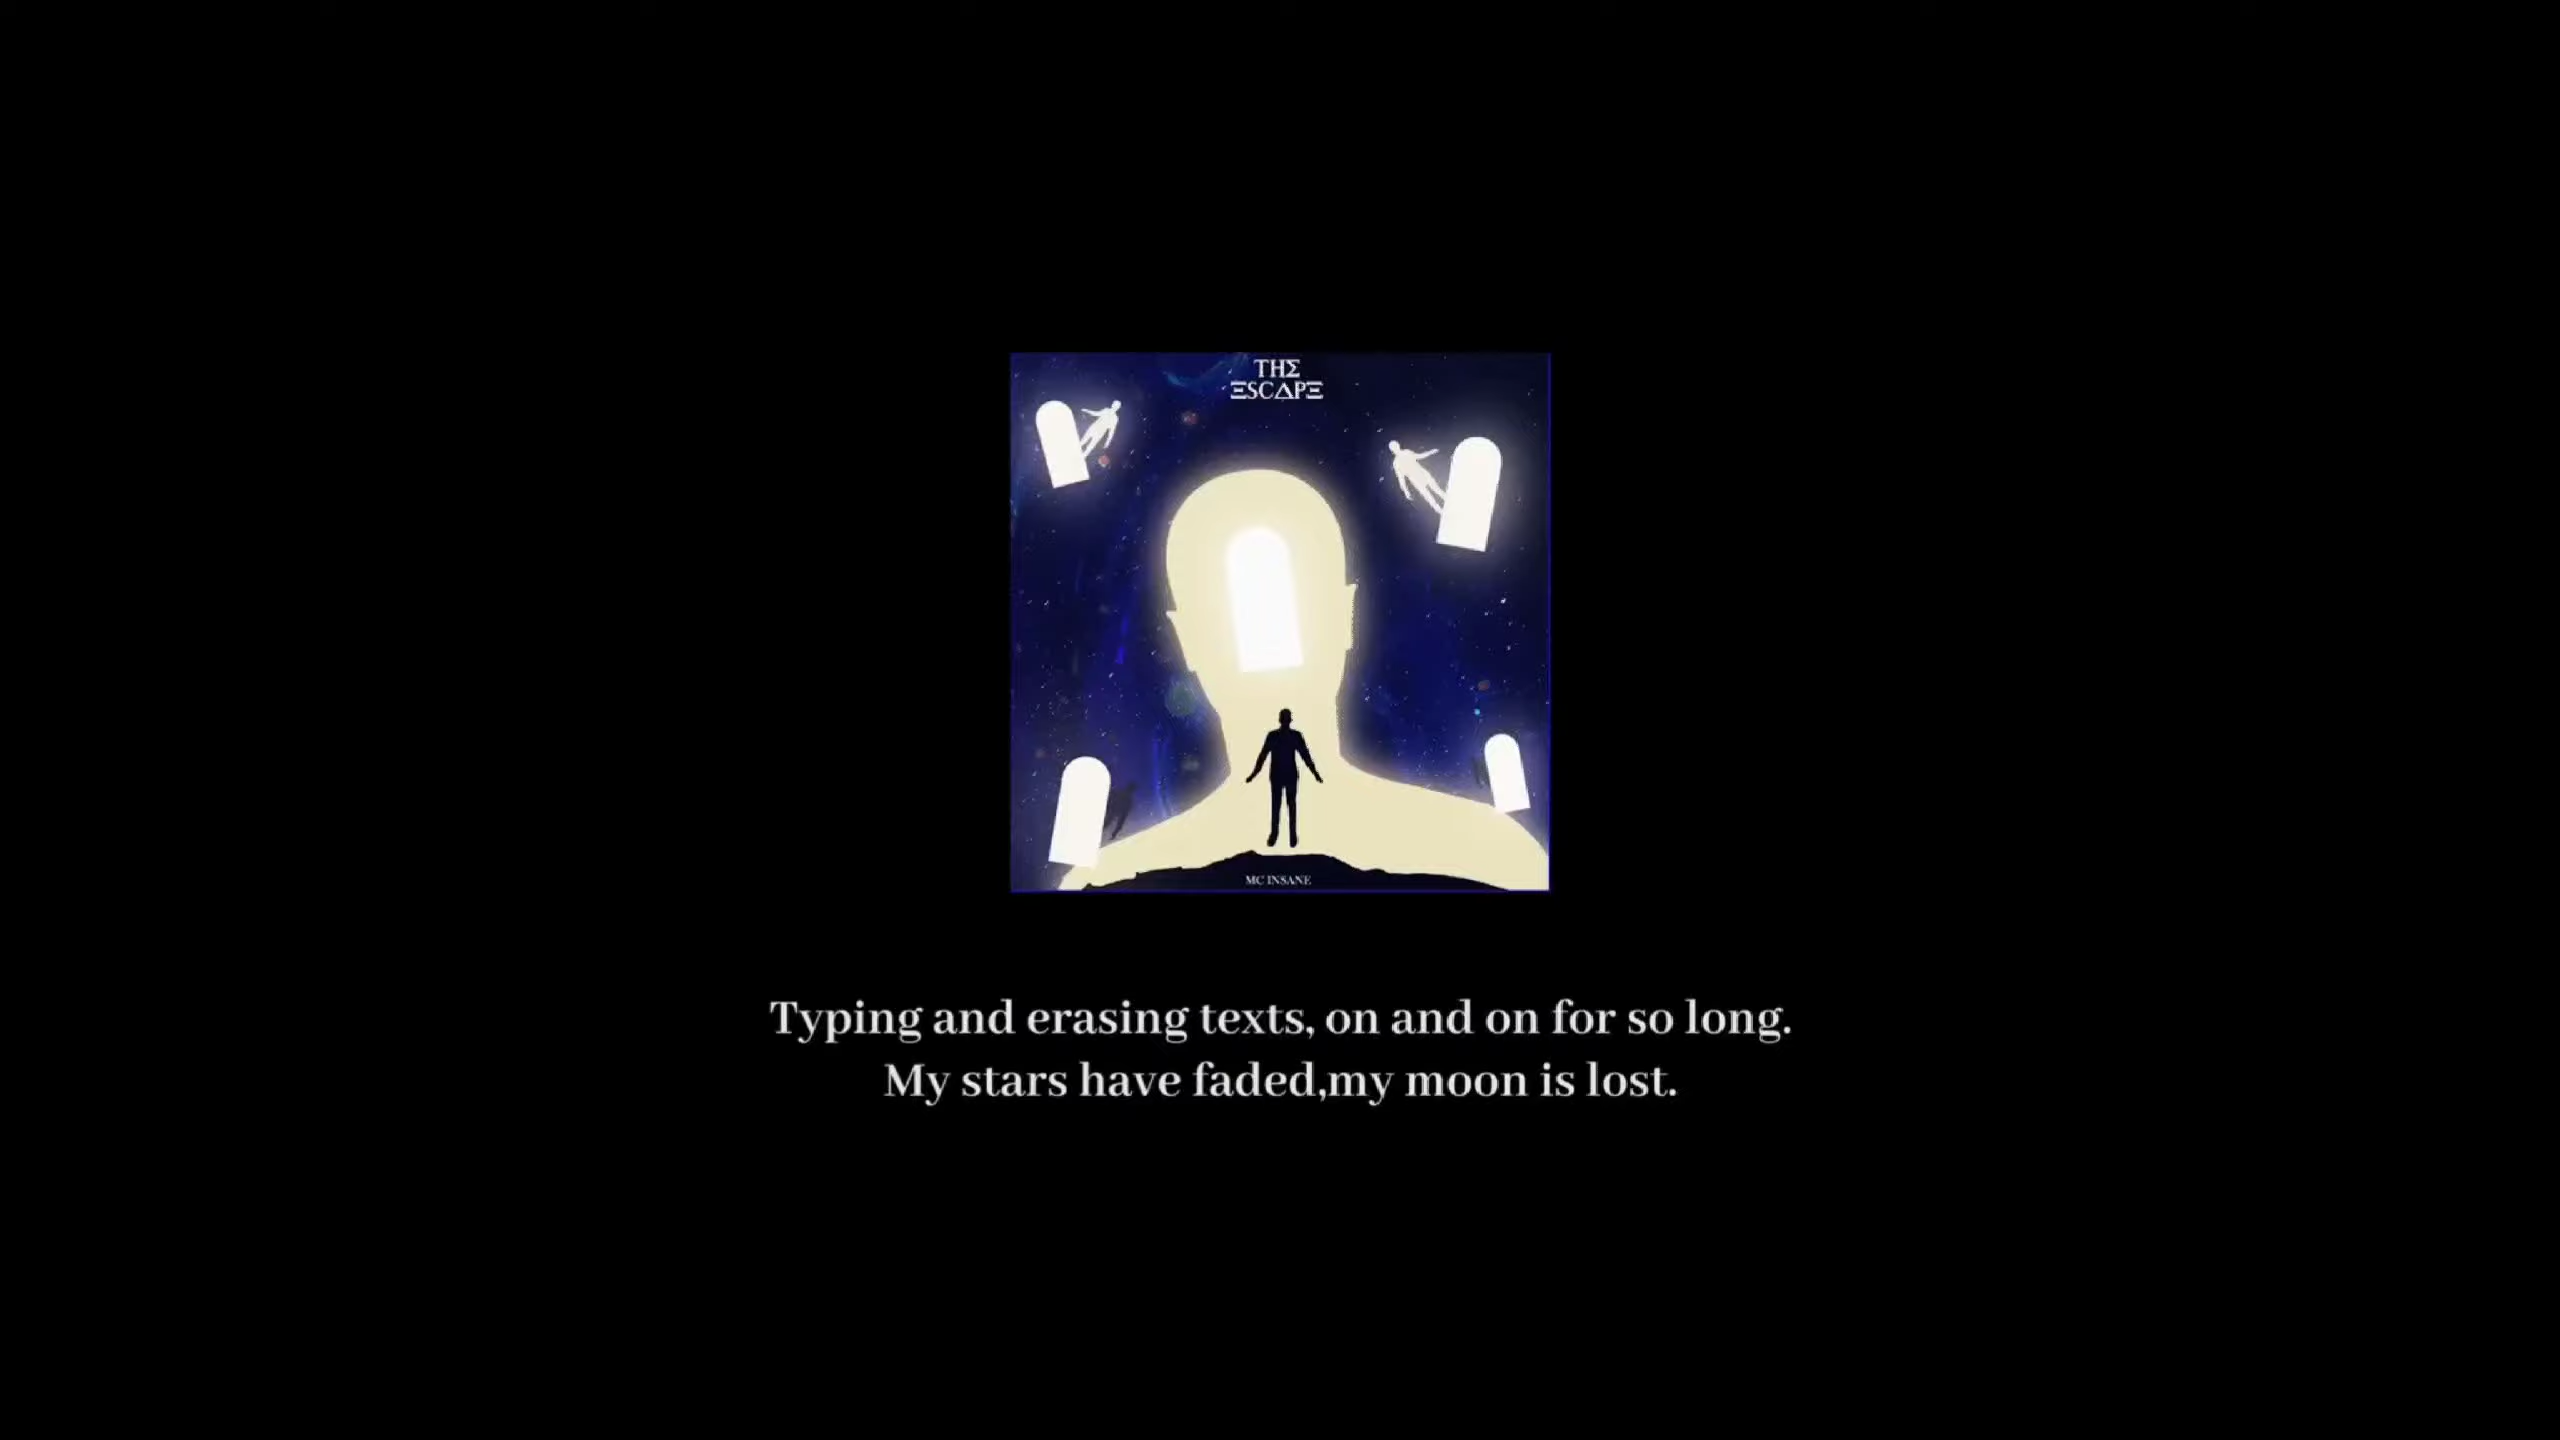 THΣ
ΞSCΔPΞ
MC INSANE
Typing and erasing texts, on and on for so long.
My stars have faded,my moon is lost.